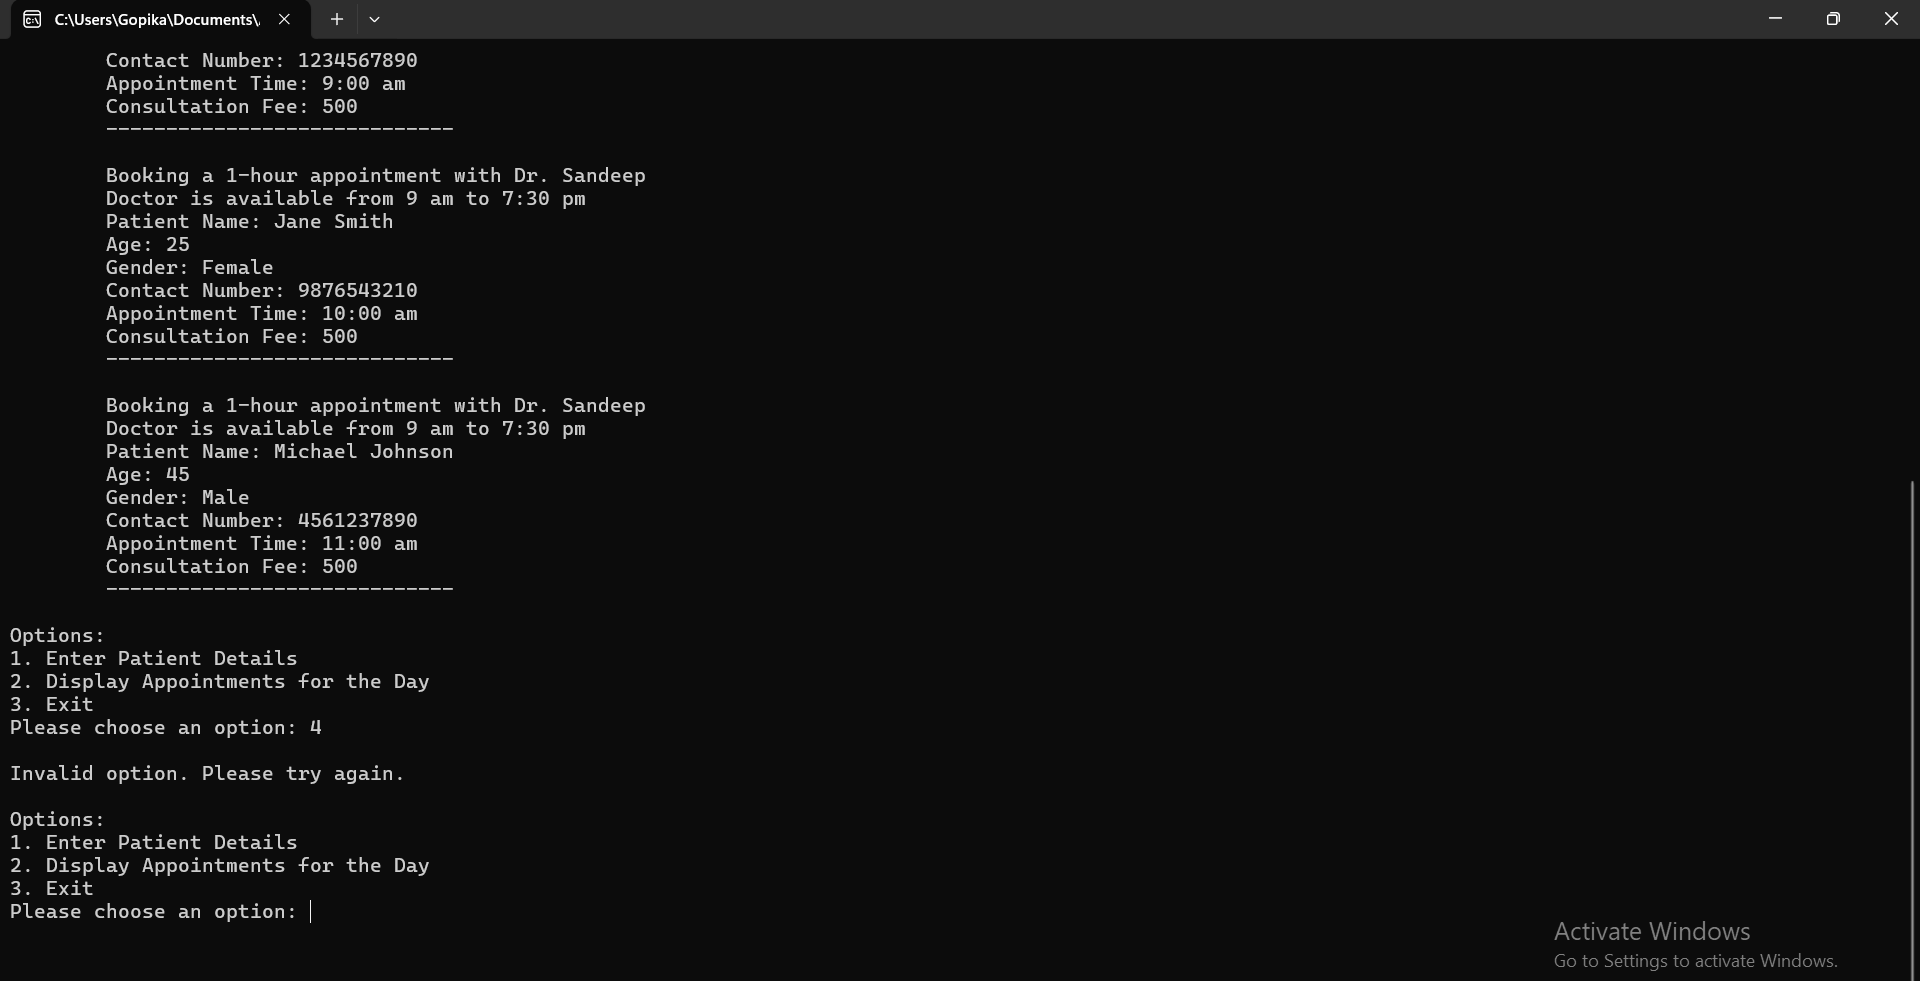 C:\Users\Gopika\Documents\
Contact Number: 1234567890
Appointment Time: 9:00 am
Consultation Fee: 500
-----------------------------
Booking a 1-hour appointment with Dr. Sandeep
Doctor is available from 9 am to 7:30 pm
Patient Name: Jane Smith
Age: 25
Gender: Female
Contact Number: 9876543210
Appointment Time: 10:00 am
Consultation Fee: 500
-----------------------------
Booking a 1-hour appointment with Dr. Sandeep
Doctor is available from 9 am to 7:30 pm
Patient Name: Michael Johnson
Age: 45
Gender: Male
Contact Number: 4561237890
Appointment Time: 11:00 am
Consultation Fee: 500
-----------------------------
Options:
1. Enter Patient Details
2. Display Appointments for the Day
3. Exit
Please choose an option: 4
Invalid option. Please try again.
Options:
1. Enter Patient Details
2. Display Appointments for the Day
3. Exit
Please choose an option:
Activate Windows
Go to Settings to activate Windows.